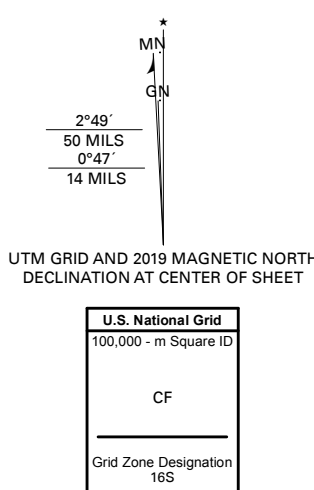 MN
GN
2°49´
50 MILS
0°47´
14 MILS
UTM GRID AND 2019 MAGNETIC NORTH
DECLINATION AT CENTER OF SHEET
U.S. National Grid
100,000 - m Square ID
CF
Grid Zone Designation
16S